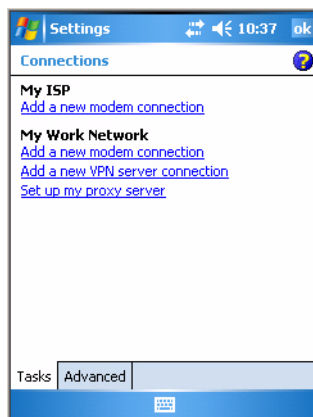 Settings 10:37 ok
Connections
My ISP
Add a new modem connection
My Work Network
Add a new modem connection
Add a new VPN server connection
Set up my proxy server
Tasks Advanced